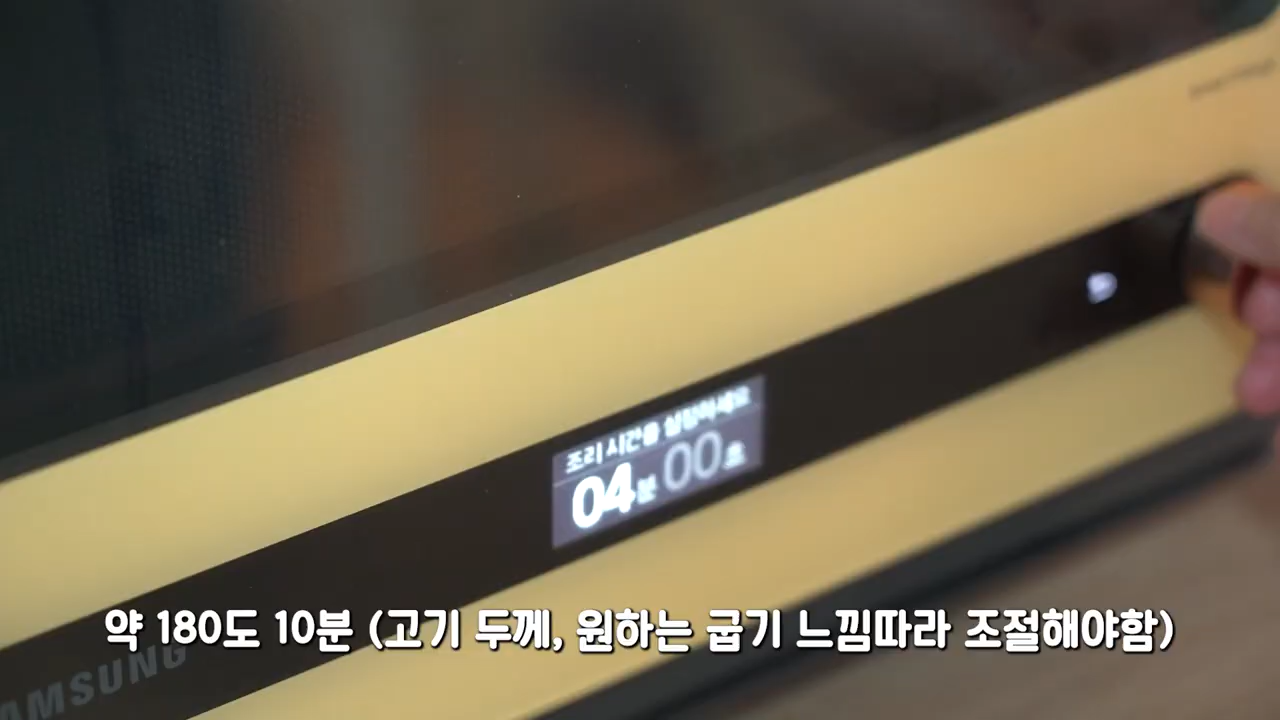 조리 시간을 설정하세요
04분 00초
약 180도 10분 (고기 두께, 원하는 굽기 느낌따라 조절해야함)
AMSUNG